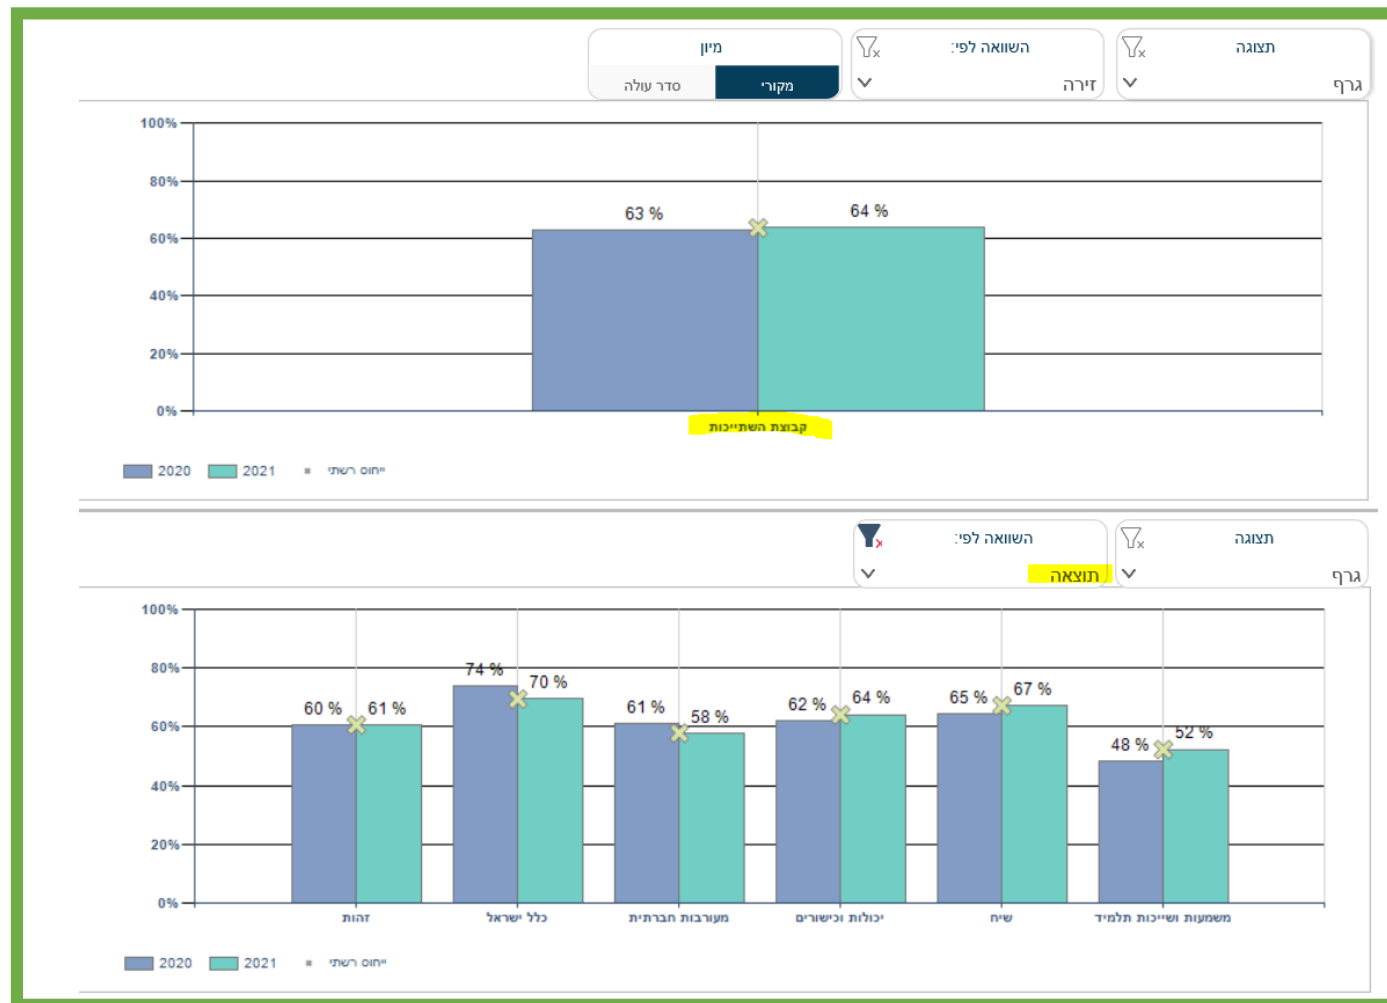 תצוגה
גרף
השוואה לפי:
זירה
מיון
מקורי
סדר עולה
100%
80%
60%
40%
20%
0%
63 %
64 %
קבוצת השתייכות
2020
2021
ייחוס רשתי
תצוגה
גרף
השוואה לפי:
תוצאה
100%
80%
60%
40%
20%
0%
60 %
61 %
74 %
70 %
61 %
58 %
62 %
64 %
65 %
67 %
48 %
52 %
זהות
כלל ישראל
מעורבות חברתית
יכולות וכישורים
שיח
משמעות ושייכות תלמיד
2020
2021
ייחוס רשתי